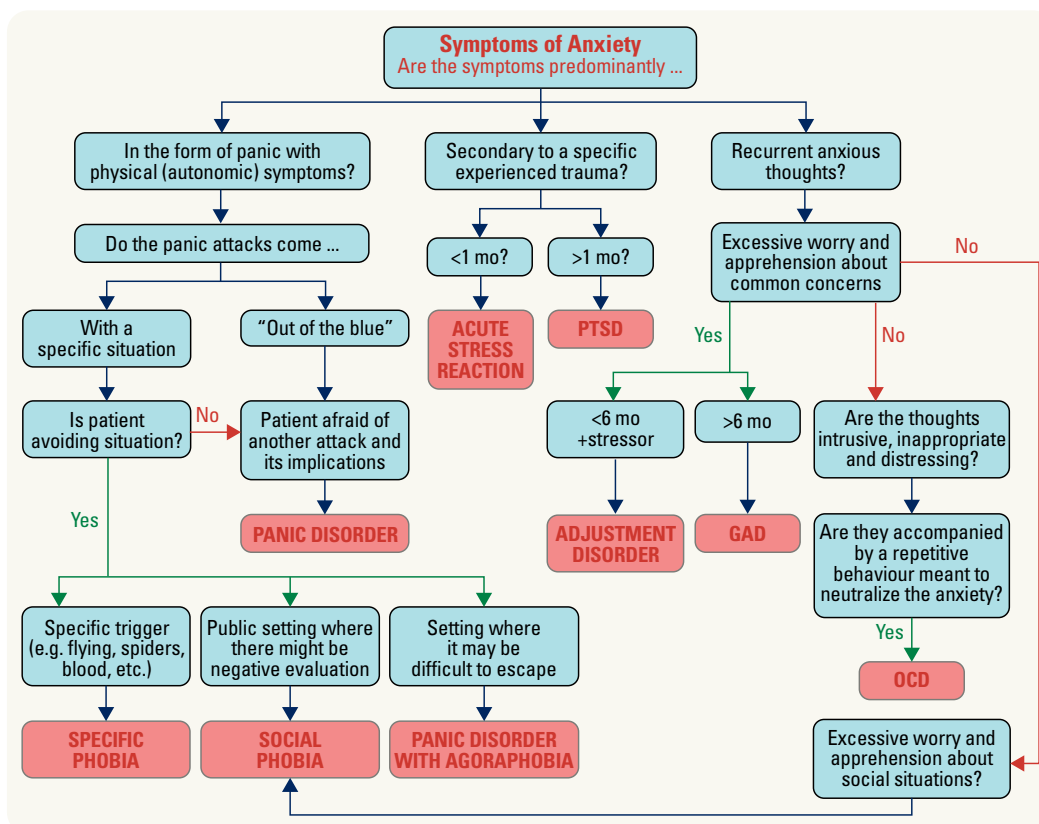 Symptoms of Anxiety
Are the symptoms predominantly ...
In the form of panic with
physical (autonomic) symptoms?
Secondary to a specific
experienced trauma?
Recurrent anxious
thoughts?
Do the panic attacks come ...
<1 mo?
>1 mo?
Excessive worry and
apprehension about
common concerns
No
With a
specific situation
“Out of the blue”
ACUTE
STRESS
REACTION
PTSD
Yes
No
Is patient
avoiding situation?
No
Patient afraid of
another attack and
its implications
<6 mo
+stressor
>6 mo
Are the thoughts
intrusive, inappropriate
and distressing?
Yes
PANIC DISORDER
ADJUSTMENT
DISORDER
GAD
Are they accompanied
by a repetitive
behaviour meant to
neutralize the anxiety?
Specific trigger
(e.g. flying, spiders,
blood, etc.)
Public setting where
there might be
negative evaluation
Setting where
it may be
difficult to escape
Yes
OCD
SPECIFIC
PHOBIA
SOCIAL
PHOBIA
PANIC DISORDER
WITH AGORAPHOBIA
Excessive worry and
apprehension about
social situations?